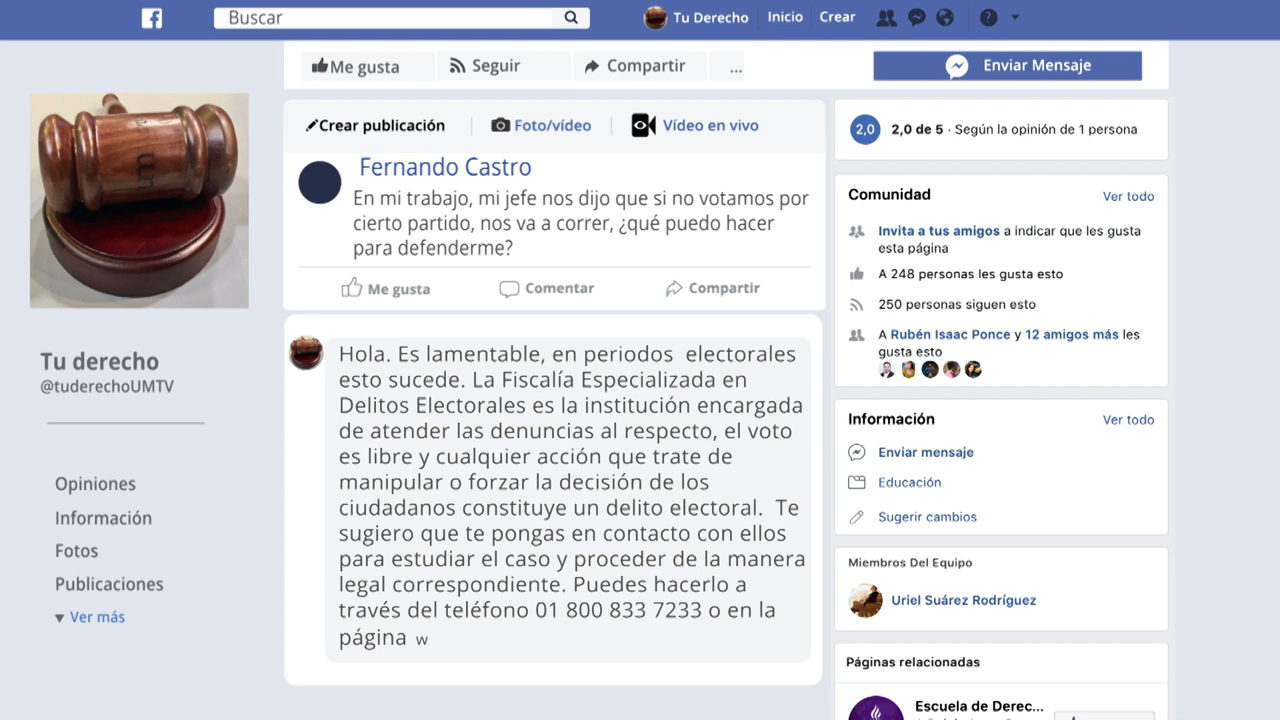 Buscar
Tu Derecho
Inicio
Crear
Me gusta
Seguir
Compartir
...
Enviar Mensaje
Crear publicación
Foto/vídeo
Vídeo en vivo
Fernando Castro
En mi trabajo, mi jefe nos dijo que si no votamos por
cierto partido, nos va a correr, ¿qué puedo hacer
para defenderme?
Me gusta
Comentar
Compartir
Hola. Es lamentable, en periodos electorales
esto sucede. La Fiscalía Especializada en
Delitos Electorales es la institución encargada
de atender las denuncias al respecto, el voto
es libre y cualquier acción que trate de
manipular o forzar la decisión de los
ciudadanos constituye un delito electoral. Te
sugiero que te pongas en contacto con ellos
para estudiar el caso y proceder de la manera
legal correspondiente. Puedes hacerlo a
través del teléfono 01 800 833 7233 o en la
página w
Tu derecho
@tuderechoUMTV
Opiniones
Información
Fotos
Publicaciones
Ver más
2,0
2,0 de 5 · Según la opinión de 1 persona
Comunidad
Ver todo
Invita a tus amigos a indicar que les gusta
esta página
A 248 personas les gusta esto
250 personas siguen esto
A Rubén Isaac Ponce y 12 amigos más les
gusta esto
Información
Ver todo
Enviar mensaje
Educación
Sugerir cambios
Miembros Del Equipo
Uriel Suárez Rodríguez
Páginas relacionadas
Escuela de Derec...